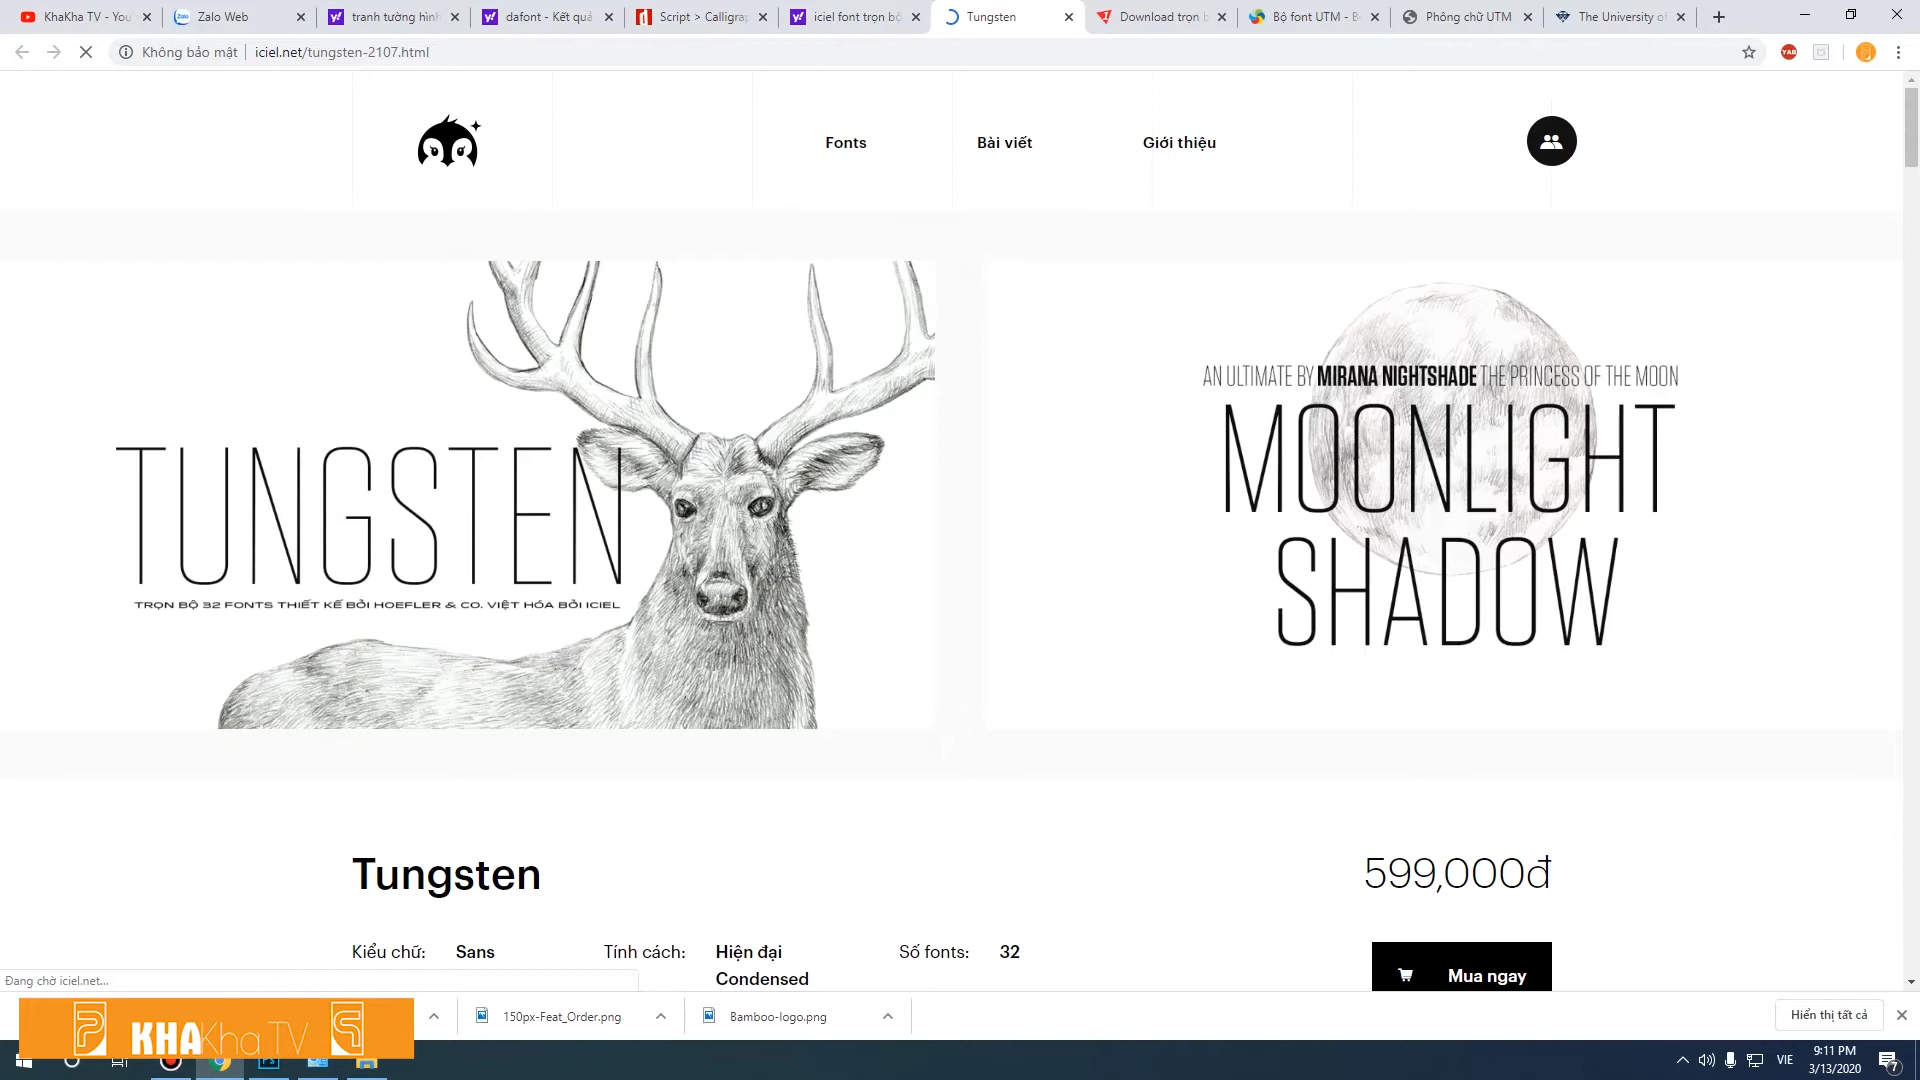 KhaKha TV - You
Zalo Web
tranh tường hình
dafont - Kết quả
Script > Calligrap
iciel font trọn bộ
Tungsten
Download trọn b
Bộ font UTM - B
Phông chữ UTM
The University of
Không bảo mật
iciel.net/tungsten-2107.html
Fonts
Bài viết
Giới thiệu
TUNGSTEN
TRỌN BỘ 32 FONTS THIẾT KẾ BỞI HOEFLER & CO. VIỆT HÓA BỞI ICIEL
AN ULTIMATE BY MIRANA NIGHTSHADE THE PRINCESS OF THE MOON
MOONLIGHT
SHADOW
Tungsten
599,000đ
Kiểu chữ:
Sans
Tính cách:
Hiện đại
Condensed
Số fonts:
32
Mua ngay
Đang chờ iciel.net...
KHAKha TV
150px-Feat_Order.png
Bamboo-logo.png
Hiển thị tất cả
VIE
9:11 PM
3/13/2020
7